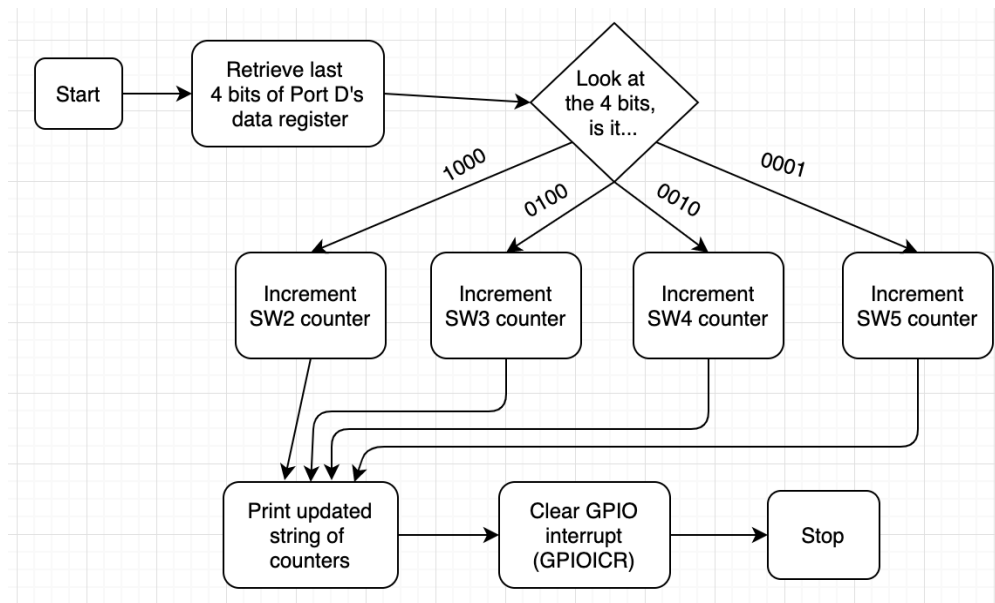 Start
Retrieve last
4 bits of Port D's
data register
Look at
the 4 bits,
is it...
1000
0100
0010
0001
Increment
SW2 counter
Increment
SW3 counter
Increment
SW4 counter
Increment
SW5 counter
Print updated
string of
counters
Clear GPIO
interrupt
(GPIOICR)
Stop